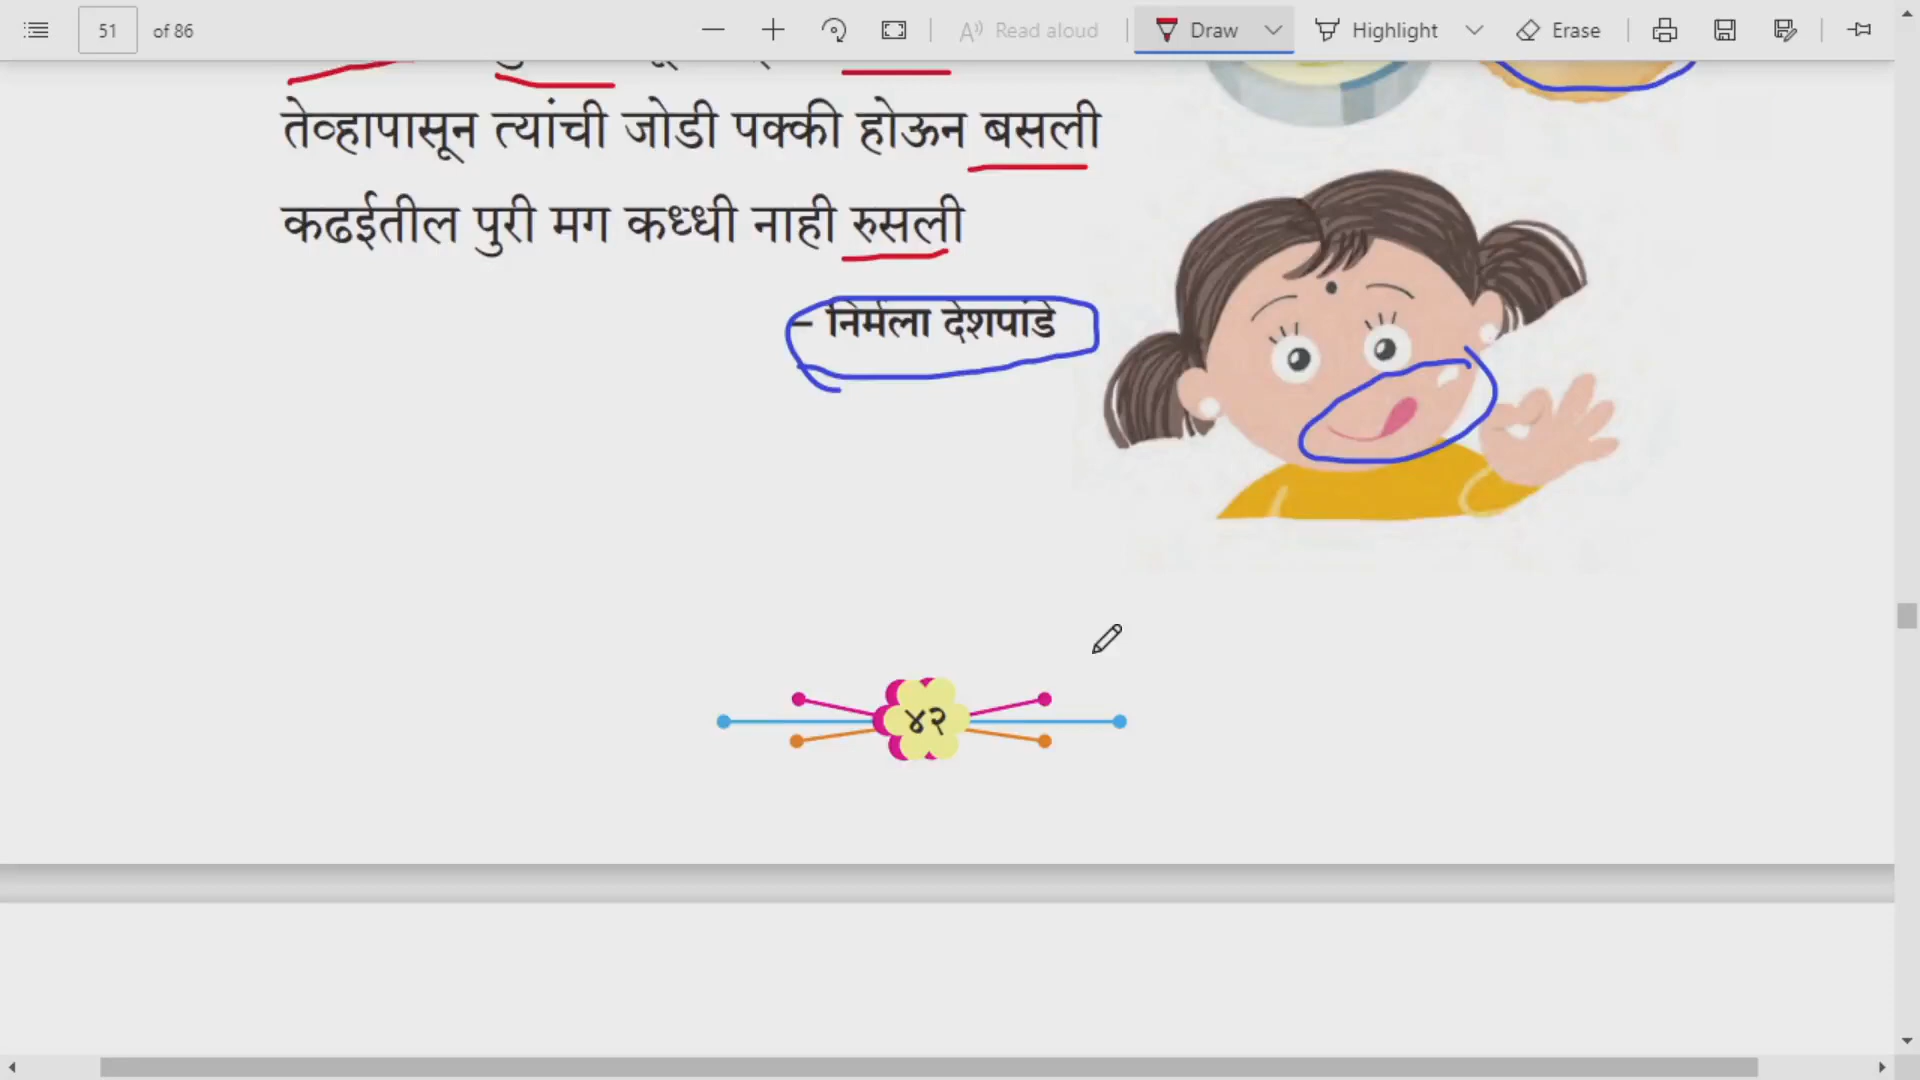 51 of 86 Read aloud Draw Highlight Erase
तेव्हापासून त्यांची जोडी पक्की होऊन बसली
कढईतील पुरी मग कध्धी नाही रुसली
– निर्मला देशपांडे
४२